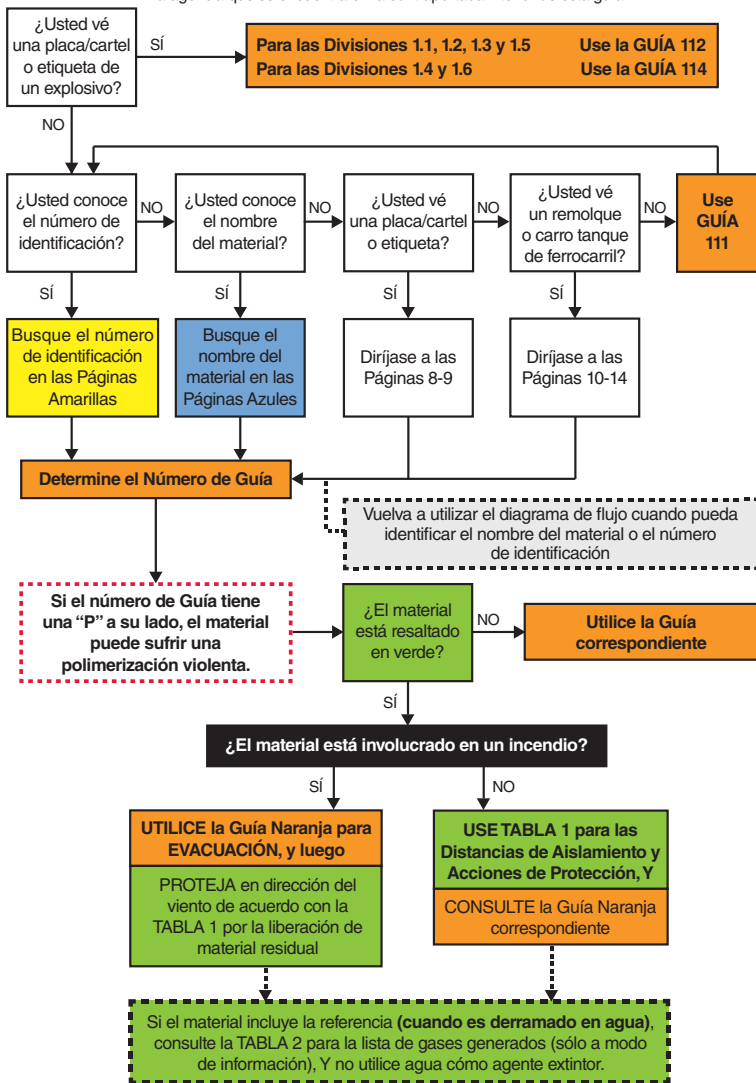 ¿Usted vé
una placa/cartel
o etiqueta de
un explosivo?
SÍ
Para las Divisiones 1.1, 1.2, 1.3 y 1.5 Use la GUÍA 112
Para las Divisiones 1.4 y 1.6 Use la GUÍA 114
NO
¿Usted conoce
el número de
identificación?
NO
¿Usted conoce
el nombre
del material?
NO
¿Usted vé
una placa/cartel
o etiqueta?
NO
¿Usted vé
un remolque
o carro tanque
de ferrocarril?
NO
Use
GUÍA
111
SÍ
SÍ
SÍ
SÍ
Busque el número
de identificación
en las Páginas
Amarillas
Busque el
nombre del
material en las
Páginas Azules
Diríjase a las
Páginas 8-9
Diríjase a las
Páginas 10-14
Determine el Número de Guía
Vuelva a utilizar el diagrama de flujo cuando pueda
identificar el nombre del material o el número
de identificación
Si el número de Guía tiene
una “P” a su lado, el material
puede sufrir una
polimerización violenta.
¿El material
está resaltado
en verde?
NO
Utilice la Guía
correspondiente
SÍ
¿El material está involucrado en un incendio?
SÍ
NO
UTILICE la Guía Naranja para
EVACUACIÓN, y luego
PROTEJA en dirección del
viento de acuerdo con la
TABLA 1 por la liberación de
material residual
USE TABLA 1 para las
Distancias de Aislamiento y
Acciones de Protección, Y
CONSULTE la Guía Naranja
correspondiente
Si el material incluye la referencia (cuando es derramado en agua),
consulte la TABLA 2 para la lista de gases generados (sólo a modo
de información), Y no utilice agua cómo agente extintor.